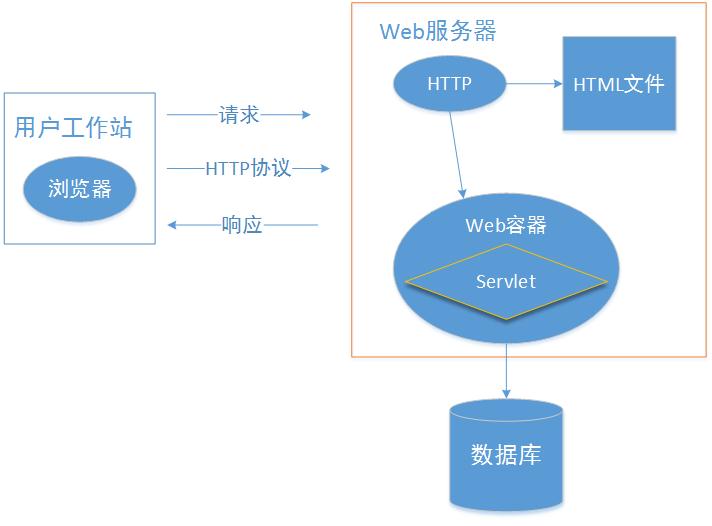 Web服务器
HTTP
HTML文件
用户工作站
请求
浏览器
HTTP协议
响应
Web容器
Servlet
数据库